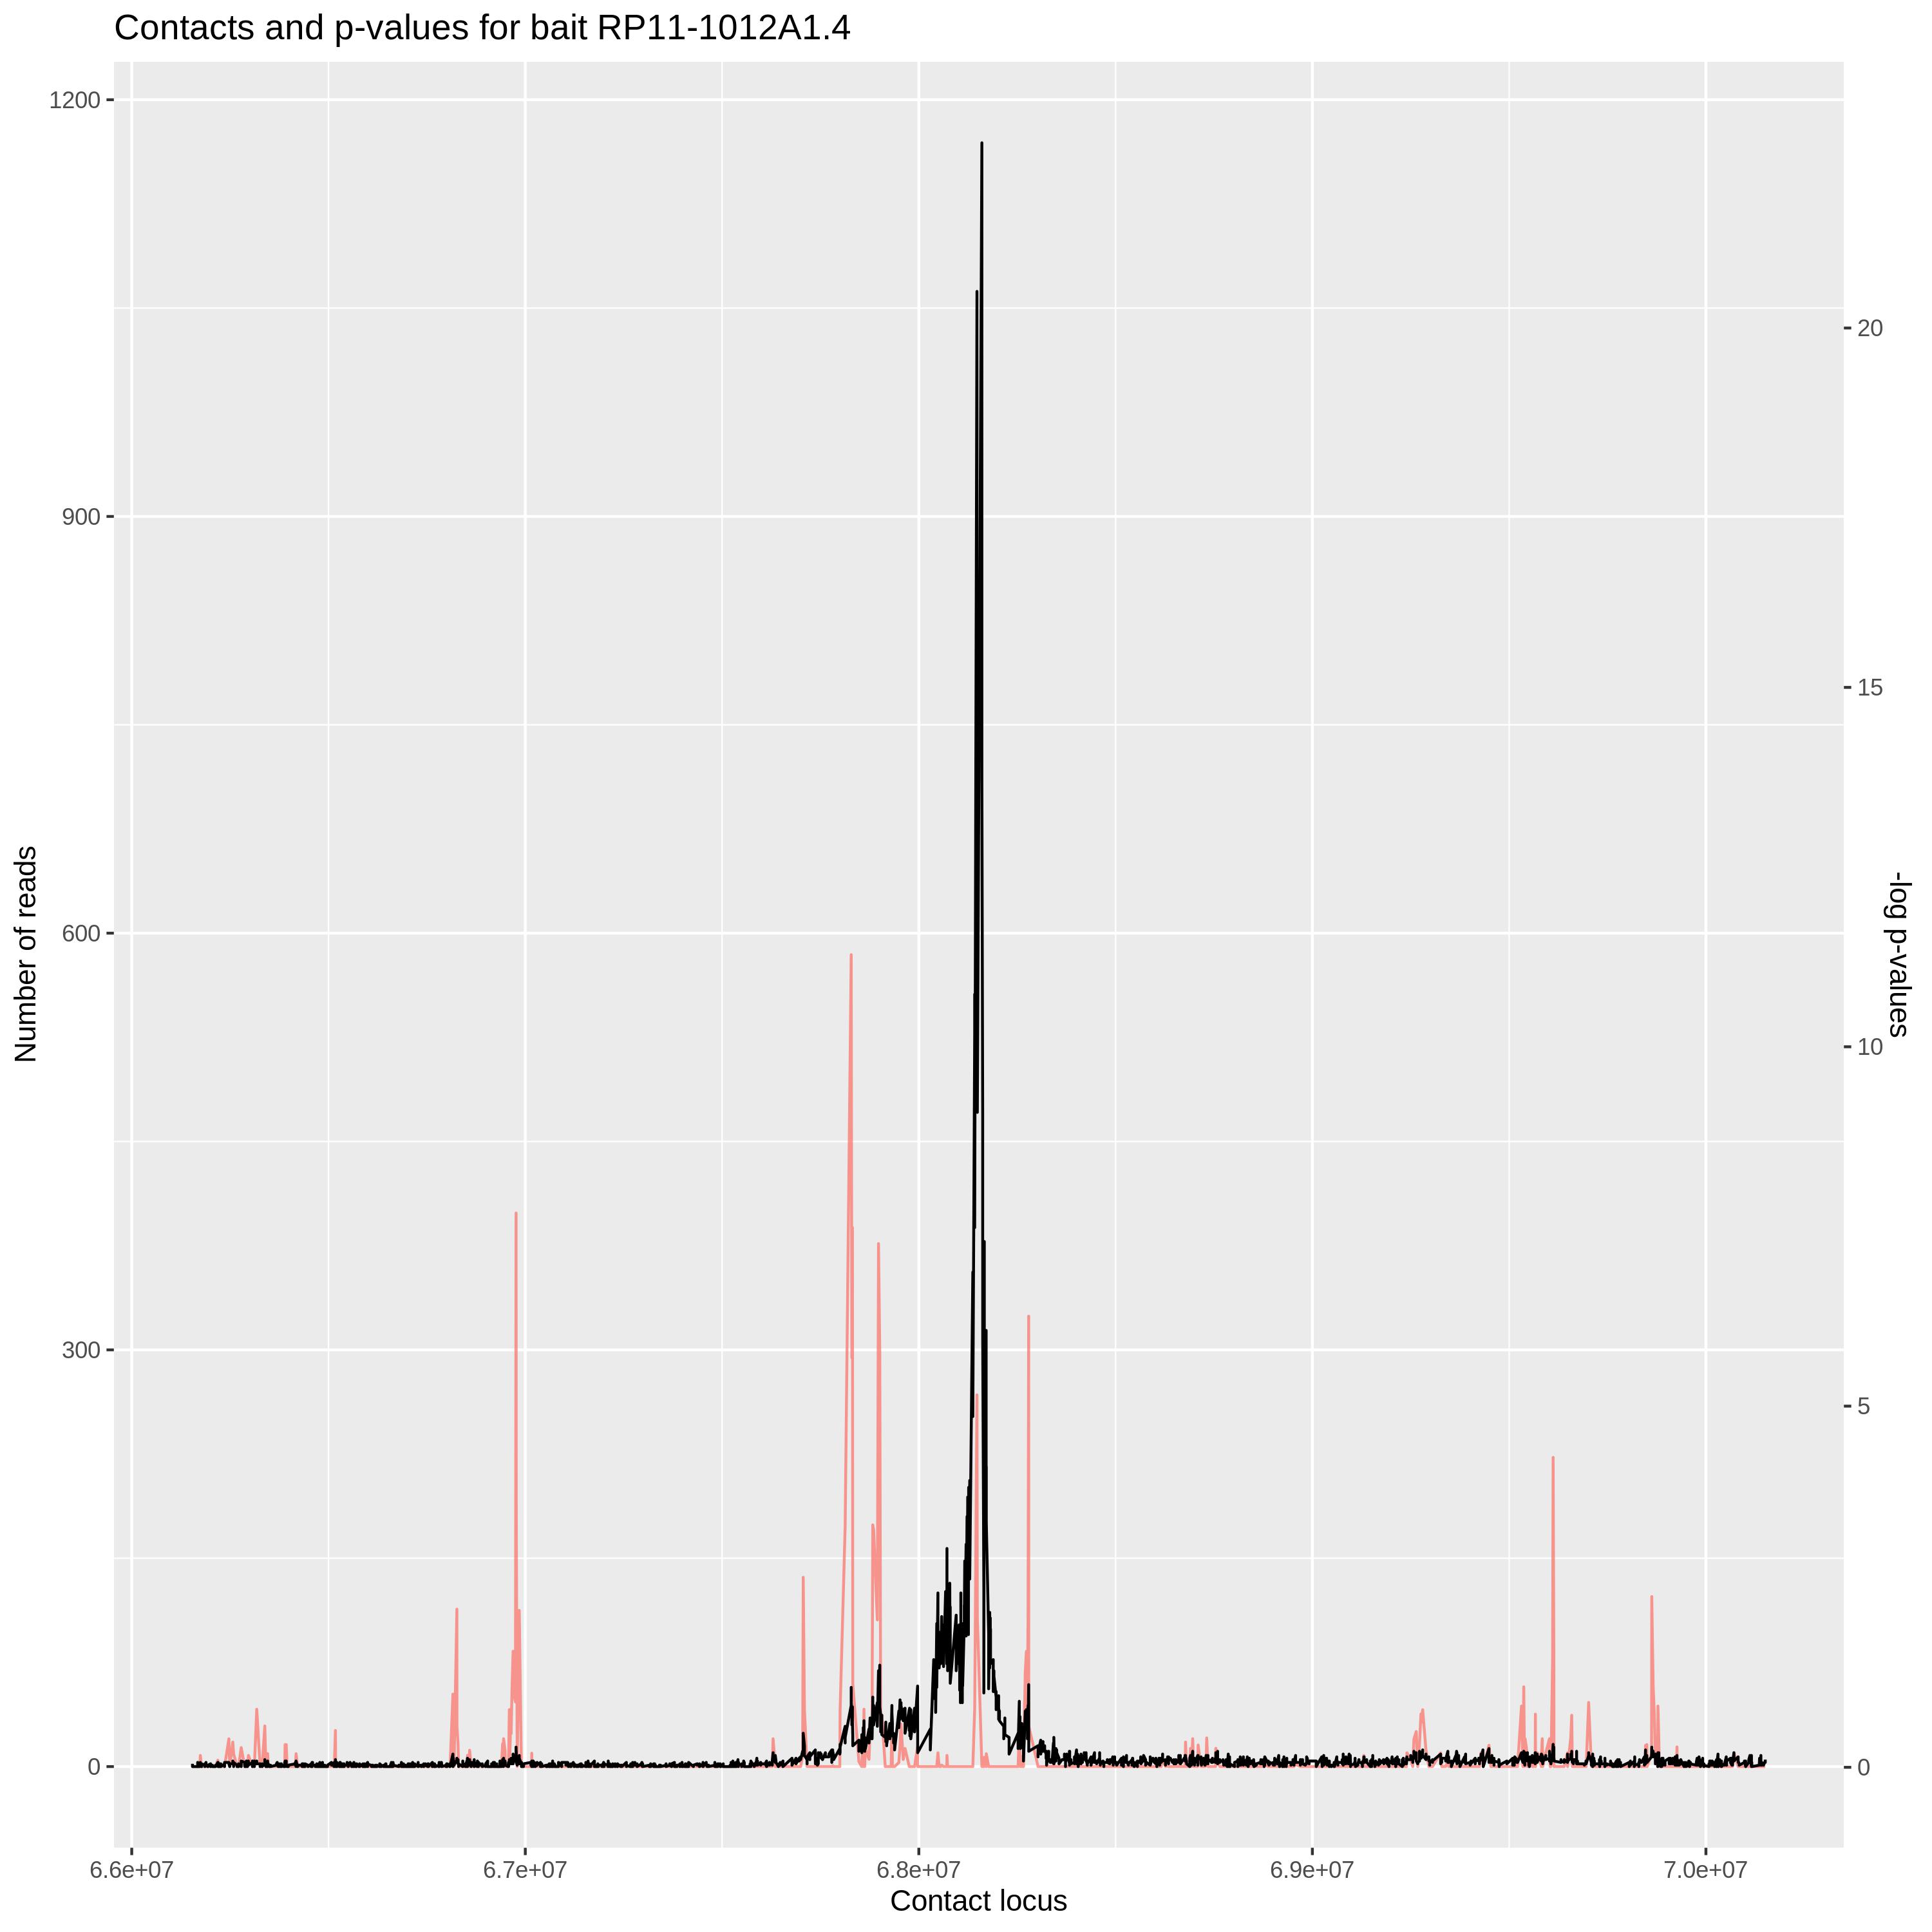 Contacts and p-values for bait RP11-1012A1.4
1200
900
600
300
0
Number of reads
20
15
10
5
0
-log p-values
6.6e+07
6.7e+07
6.8e+07
6.9e+07
7.0e+07
Contact locus